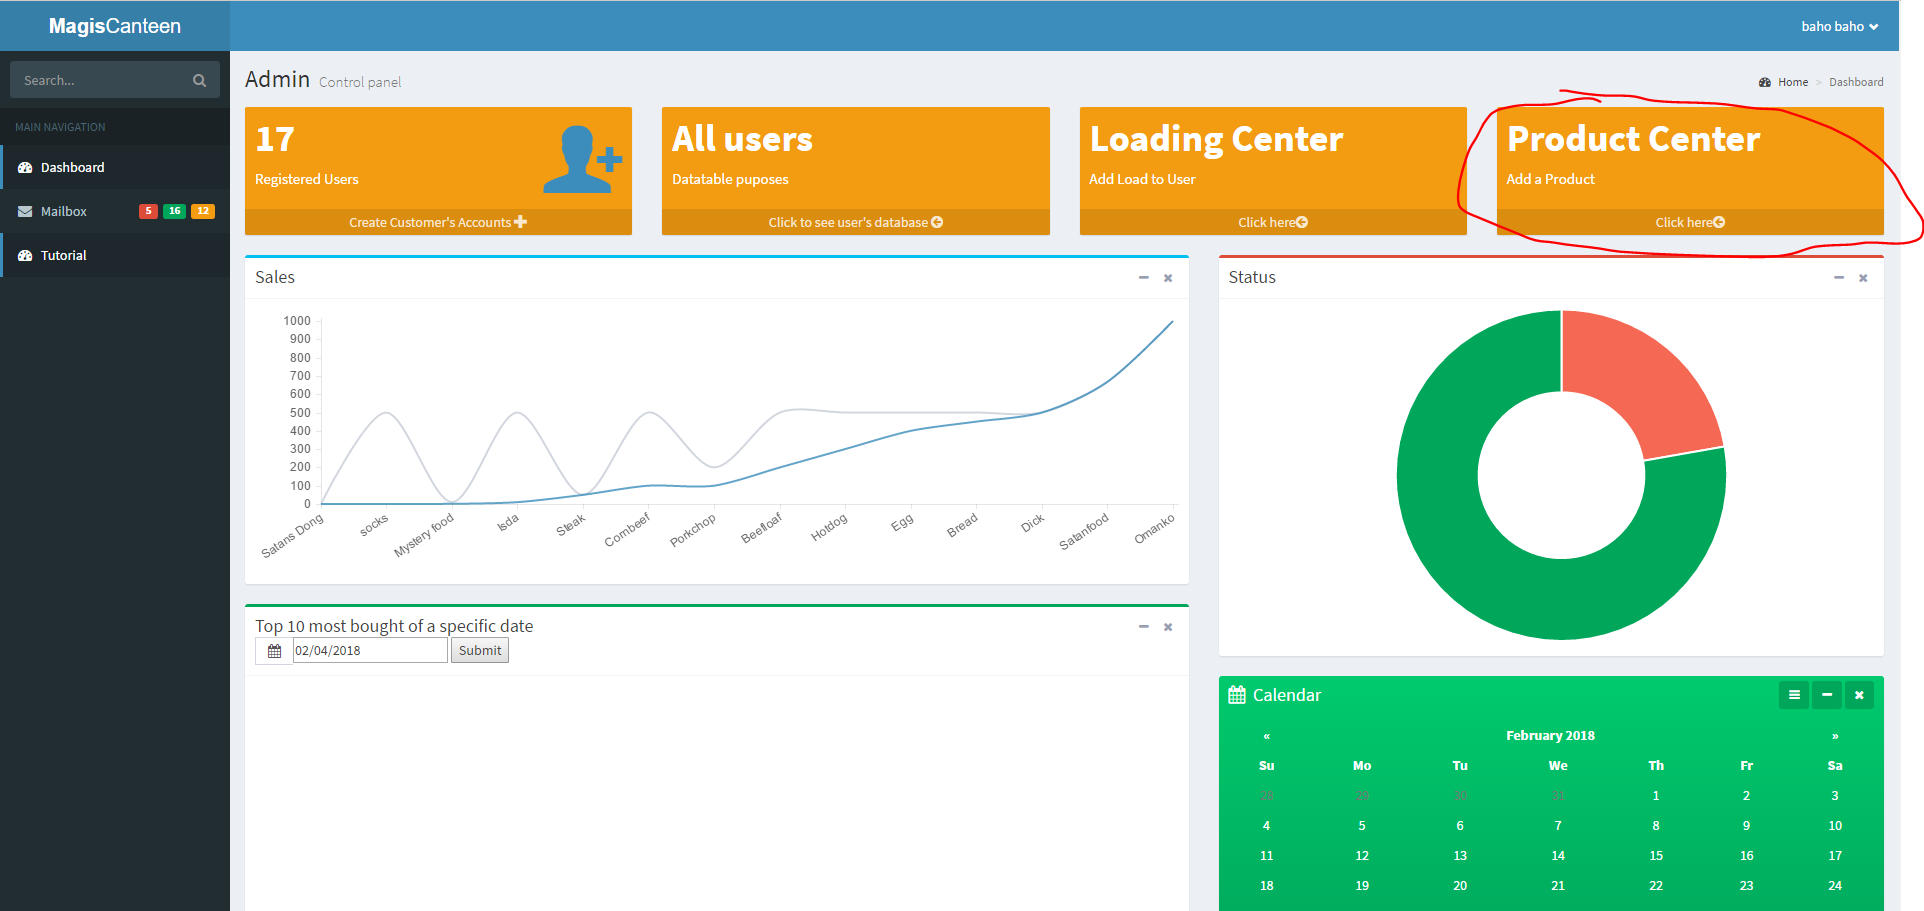 MagisCanteen
baho baho
Search...
MAIN NAVIGATION
Dashboard
Mailbox 5 16 12
Tutorial
Admin Control panel
Home > Dashboard
17
Registered Users
Create Customer's Accounts
All users
Datatable puposes
Click to see user's database
Loading Center
Add Load to User
Click here
Product Center
Add a Product
Click here
Sales
1000
900
800
700
600
500
400
300
200
100
0
Satans Dong
socks
Mystery food
Isda
Steak
Cornbeef
Porkchop
Beefloaf
Hotdog
Egg
Bread
Dick
Satanfood
Omanko
Status
Top 10 most bought of a specific date
02/04/2018 Submit
Calendar
« February 2018 »
Su Mo Tu We Th Fr Sa
28 29 30 31 1 2 3
4 5 6 7 8 9 10
11 12 13 14 15 16 17
18 19 20 21 22 23 24